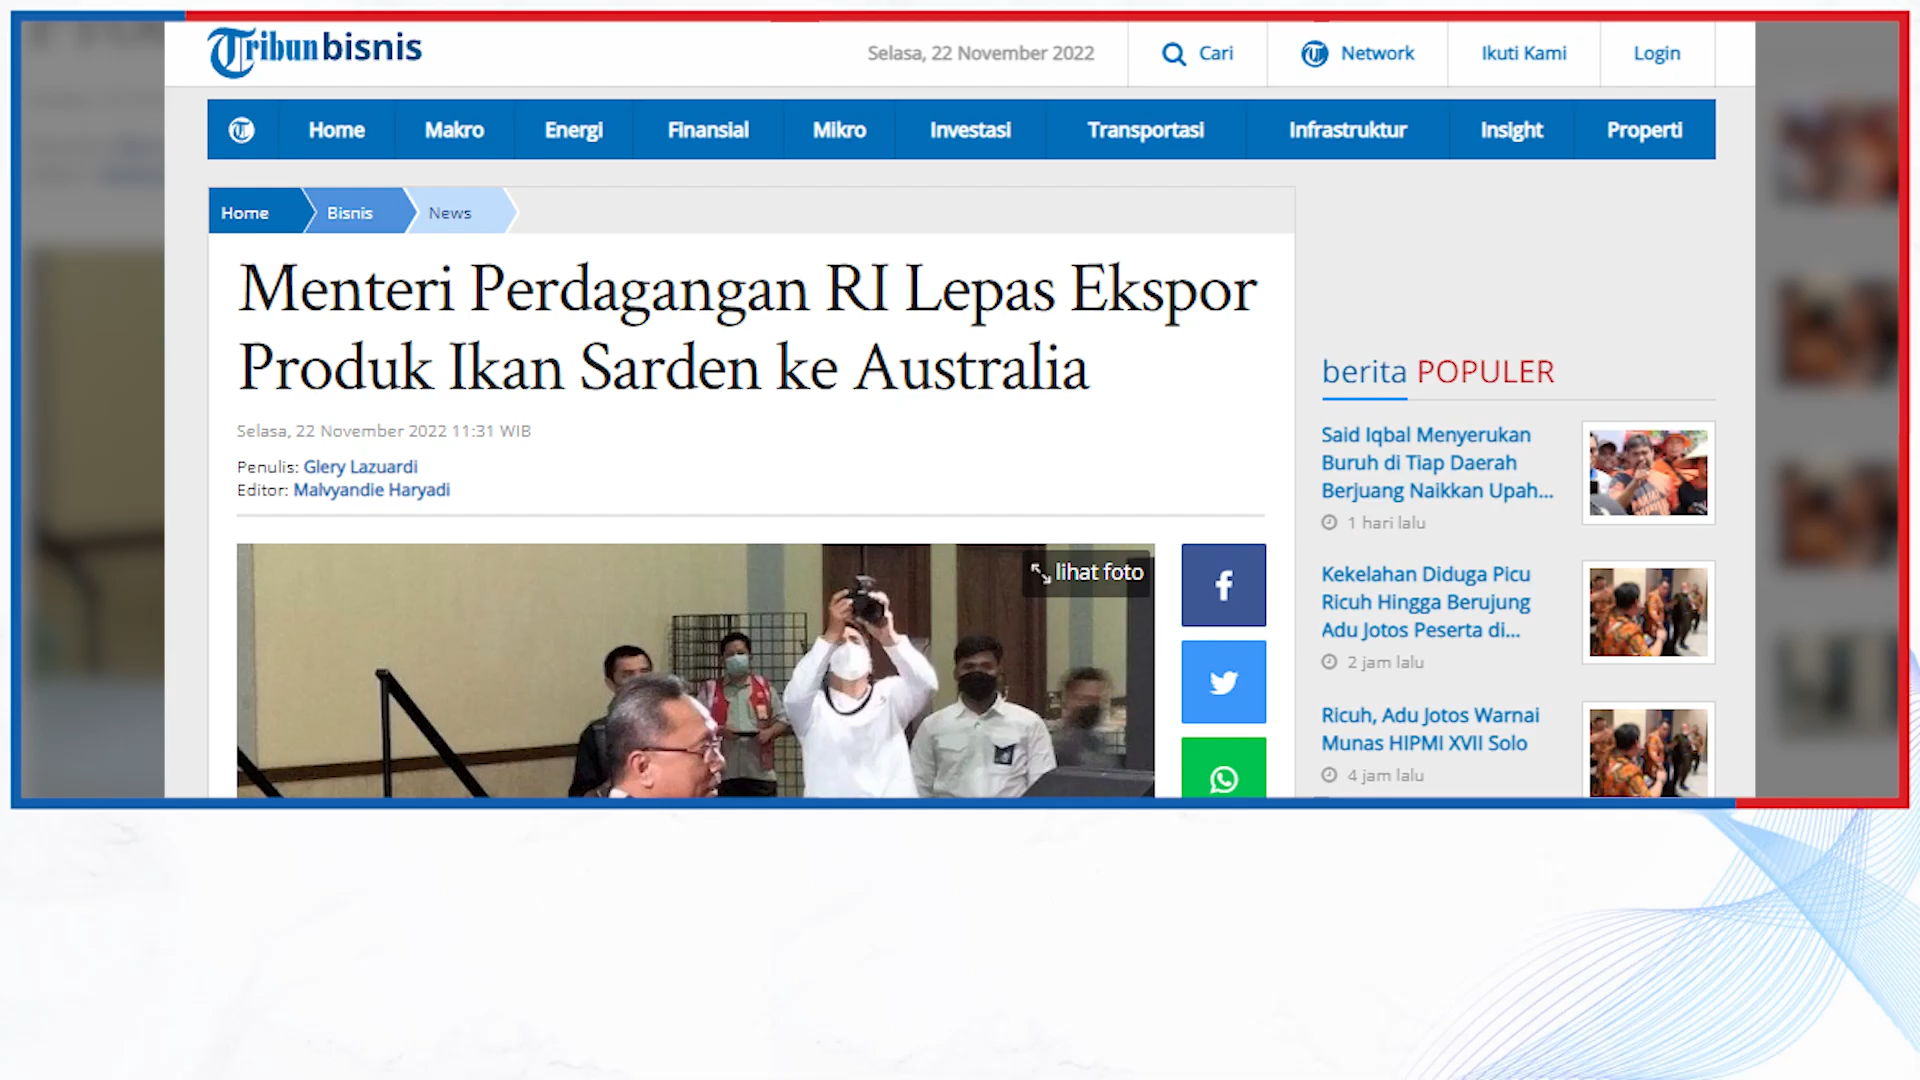 Tribunbisnis
Selasa, 22 November 2022
Cari
Network
Ikuti Kami
Login
Home
Makro
Energi
Finansial
Mikro
Investasi
Transportasi
Infrastruktur
Insight
Properti
Home
Bisnis
News
Menteri Perdagangan RI Lepas Ekspor
Produk Ikan Sarden ke Australia
Selasa, 22 November 2022 11:31 WIB
Penulis: Glery Lazuardi
Editor: Malvyandie Haryadi
lihat foto
berita POPULER
Said Iqbal Menyerukan
Buruh di Tiap Daerah
Berjuang Naikkan Upah...
1 hari lalu
Kekelahan Diduga Picu
Ricuh Hingga Berujung
Adu Jotos Peserta di...
2 jam lalu
Ricuh, Adu Jotos Warnai
Munas HIPMI XVII Solo
4 jam lalu